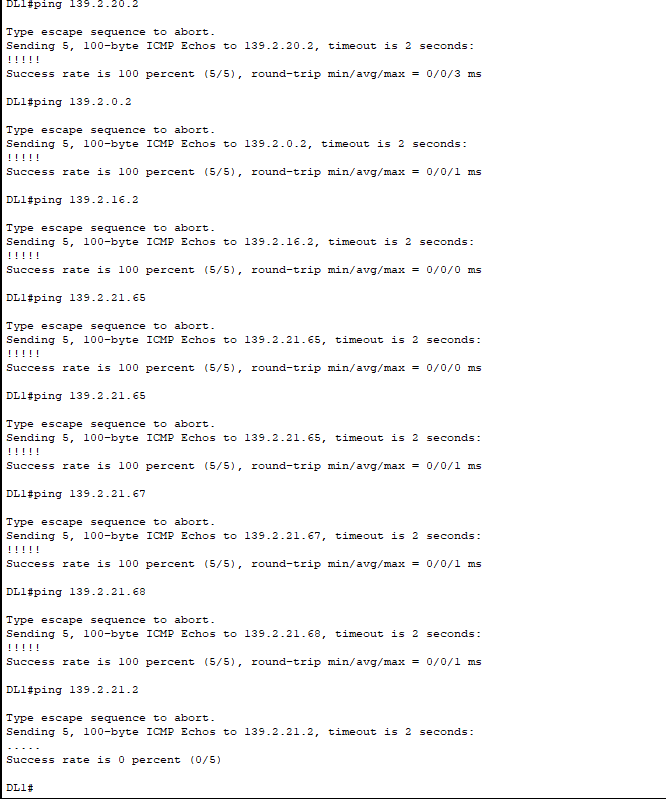 DL1#ping 139.2.20.2
Type escape sequence to abort.
Sending 5, 100-byte ICMP Echos to 139.2.20.2, timeout is 2 seconds:
!!!!!
Success rate is 100 percent (5/5), round-trip min/avg/max = 0/0/3 ms
DL1#ping 139.2.0.2
Type escape sequence to abort.
Sending 5, 100-byte ICMP Echos to 139.2.0.2, timeout is 2 seconds:
!!!!!
Success rate is 100 percent (5/5), round-trip min/avg/max = 0/0/1 ms
DL1#ping 139.2.16.2
Type escape sequence to abort.
Sending 5, 100-byte ICMP Echos to 139.2.16.2, timeout is 2 seconds:
!!!!!
Success rate is 100 percent (5/5), round-trip min/avg/max = 0/0/0 ms
DL1#ping 139.2.21.65
Type escape sequence to abort.
Sending 5, 100-byte ICMP Echos to 139.2.21.65, timeout is 2 seconds:
!!!!!
Success rate is 100 percent (5/5), round-trip min/avg/max = 0/0/0 ms
DL1#ping 139.2.21.65
Type escape sequence to abort.
Sending 5, 100-byte ICMP Echos to 139.2.21.65, timeout is 2 seconds:
!!!!!
Success rate is 100 percent (5/5), round-trip min/avg/max = 0/0/1 ms
DL1#ping 139.2.21.67
Type escape sequence to abort.
Sending 5, 100-byte ICMP Echos to 139.2.21.67, timeout is 2 seconds:
!!!!!
Success rate is 100 percent (5/5), round-trip min/avg/max = 0/0/1 ms
DL1#ping 139.2.21.68
Type escape sequence to abort.
Sending 5, 100-byte ICMP Echos to 139.2.21.68, timeout is 2 seconds:
!!!!!
Success rate is 100 percent (5/5), round-trip min/avg/max = 0/0/1 ms
DL1#ping 139.2.21.2
Type escape sequence to abort.
Sending 5, 100-byte ICMP Echos to 139.2.21.2, timeout is 2 seconds:
.....
Success rate is 0 percent (0/5)
DL1#